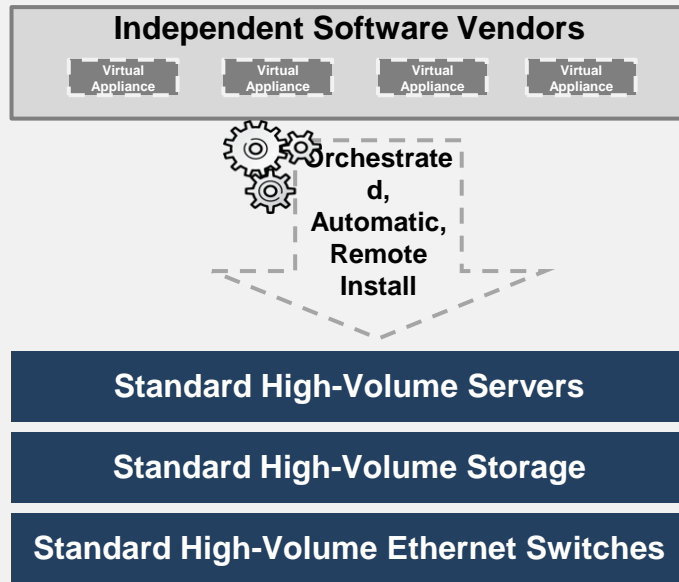 Independent Software Vendors
Virtual
Appliance
Virtual
Appliance
Virtual
Appliance
Virtual
Appliance
Orchestrate
d,
Automatic,
Remote
Install
Standard High-Volume Servers
Standard High-Volume Storage
Standard High-Volume Ethernet Switches